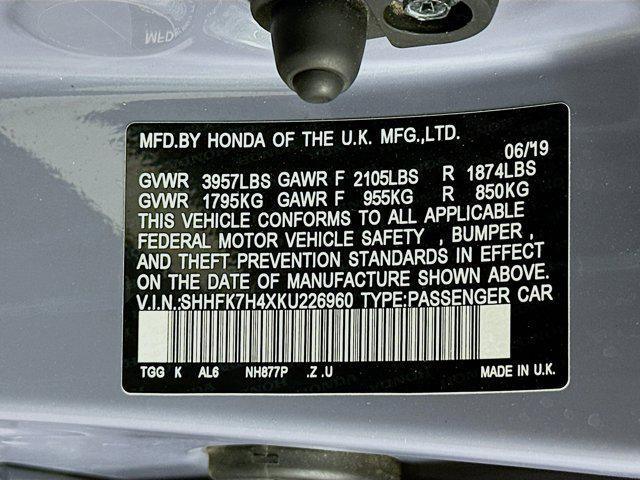 MFD.BY HONDA OF THE U.K. MFG.,LTD.
06/19
GVWR 3957LBS GAWR F 2105LBS R 1874LBS
GVWR 1795KG GAWR F 955KG R 850KG
THIS VEHICLE CONFORMS TO ALL APPLICABLE
FEDERAL MOTOR VEHICLE SAFETY , BUMPER ,
AND THEFT PREVENTION STANDARDS IN EFFECT
ON THE DATE OF MANUFACTURE SHOWN ABOVE.
V.I.N.:SHHFK7H4XKU226960 TYPE:PASSENGER CAR
TGG K AL6 NH877P .Z .U MADE IN U.K.